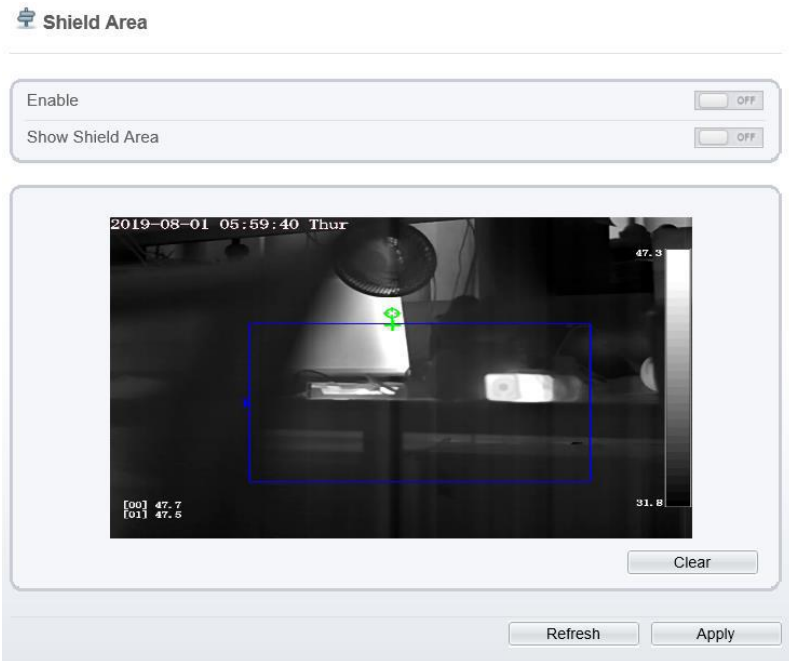 Shield Area
Enable
OFF
Show Shield Area
OFF
2019-08-01 05:59:40 Thur
47.3
[00] 47.7
[01] 47.5
31.8
Clear
Refresh
Apply